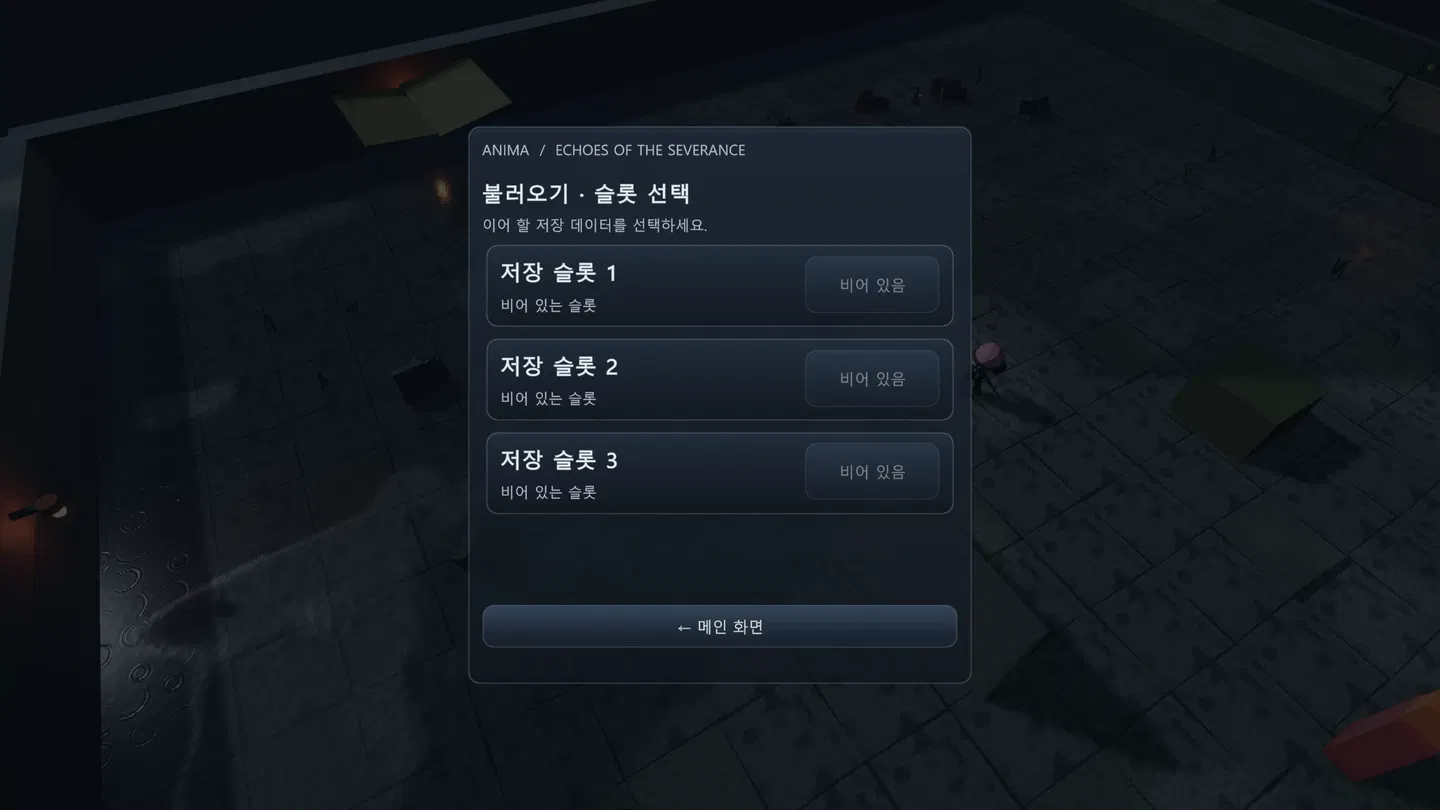 ANIMA / ECHOES OF THE SEVERANCE
불러오기 · 슬롯 선택
이어 할 저장 데이터를 선택하세요.
저장 슬롯 1
비어 있는 슬롯
비어 있음
저장 슬롯 2
비어 있는 슬롯
비어 있음
저장 슬롯 3
비어 있는 슬롯
비어 있음
← 메인 화면